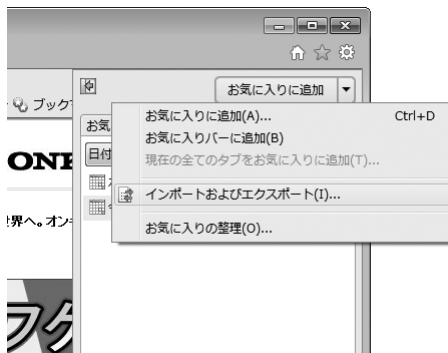 お気に入りに追加
ブック
お気
お気に入りに追加(A)... Ctrl+D
お気に入りバーに追加(B)
現在の全てのタブをお気に入りに追加(T)...
日付
インポートおよびエクスポート(I)...
世界へ。オン
お気に入りの整理(O)...